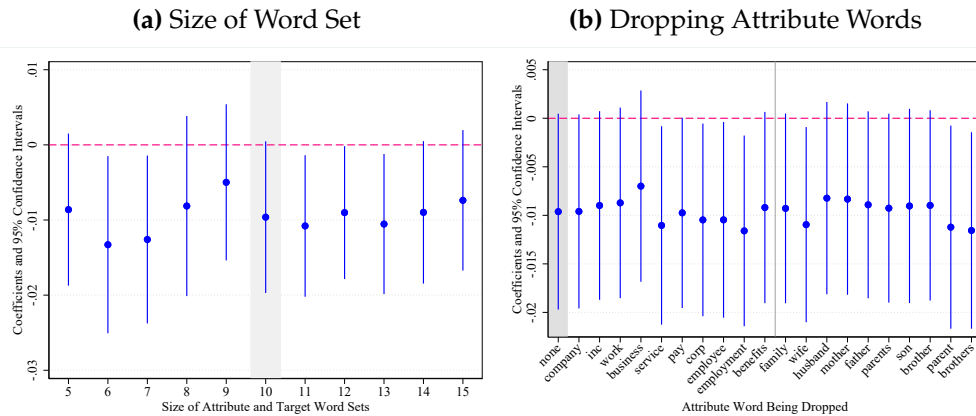 (a) Size of Word Set
.01
0
-.01
-.02
-.03
Coefficients and 95% Confidence Intervals
5 6 7 8 9 10 11 12 13 14 15
Size of Attribute and Target Word Sets
(b) Dropping Attribute Words
.005
0
-.005
-.01
-.015
-.02
Coefficients and 95% Confidence Intervals
none company inc work business service pay corp employee employment benefits family wife husband mother father parents son brother parent brothers
Attribute Word Being Dropped